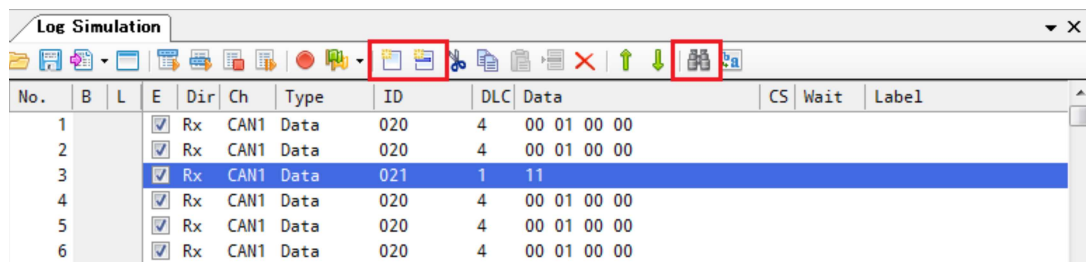 Log Simulation
No. B L E Dir Ch Type ID DLC Data CS Wait Label
1 Rx CAN1 Data 020 4 00 01 00 00
2 Rx CAN1 Data 020 4 00 01 00 00
3 Rx CAN1 Data 021 1 11
4 Rx CAN1 Data 020 4 00 01 00 00
5 Rx CAN1 Data 020 4 00 01 00 00
6 Rx CAN1 Data 020 4 00 01 00 00